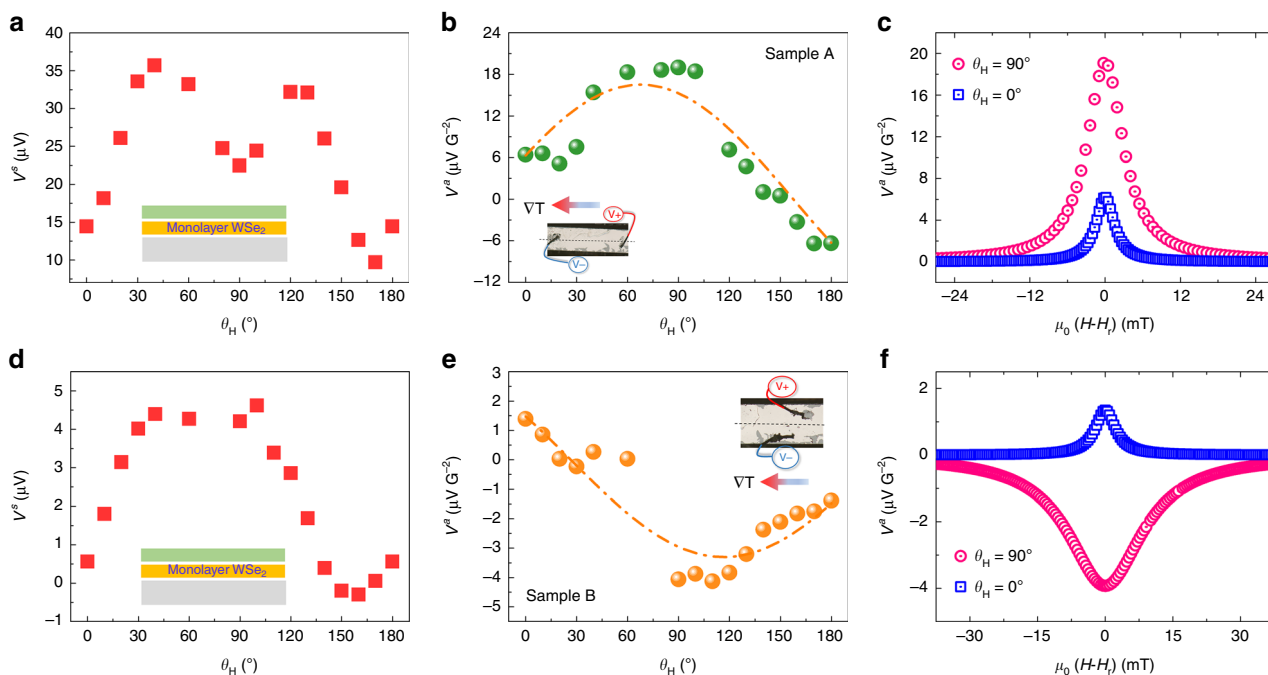 a
40
35
30
25
20
15
10
V^s (μV)
Monolayer WSe₂
0 30 60 90 120 150 180
θ_H (°)
b
24
18
12
6
0
−6
−12
V^a (μV G⁻²)
Sample A
∇T
V+
V−
0 30 60 90 120 150 180
θ_H (°)
c
20
16
12
8
4
0
V^a (μV G⁻²)
θ_H = 90°
θ_H = 0°
−24 −12 0 12 24
μ₀ (H-H_r) (mT)
d
5
4
3
2
1
0
−1
V^s (μV)
Monolayer WSe₂
0 30 60 90 120 150 180
θ_H (°)
e
3
2
1
0
−1
−2
−3
−4
−5
V^a (μV G⁻²)
V+
V−
∇T
Sample B
0 30 60 90 120 150 180
θ_H (°)
f
2
0
−2
−4
V^a (μV G⁻²)
θ_H = 90°
θ_H = 0°
−30 −15 0 15 30
μ₀ (H-H_r) (mT)